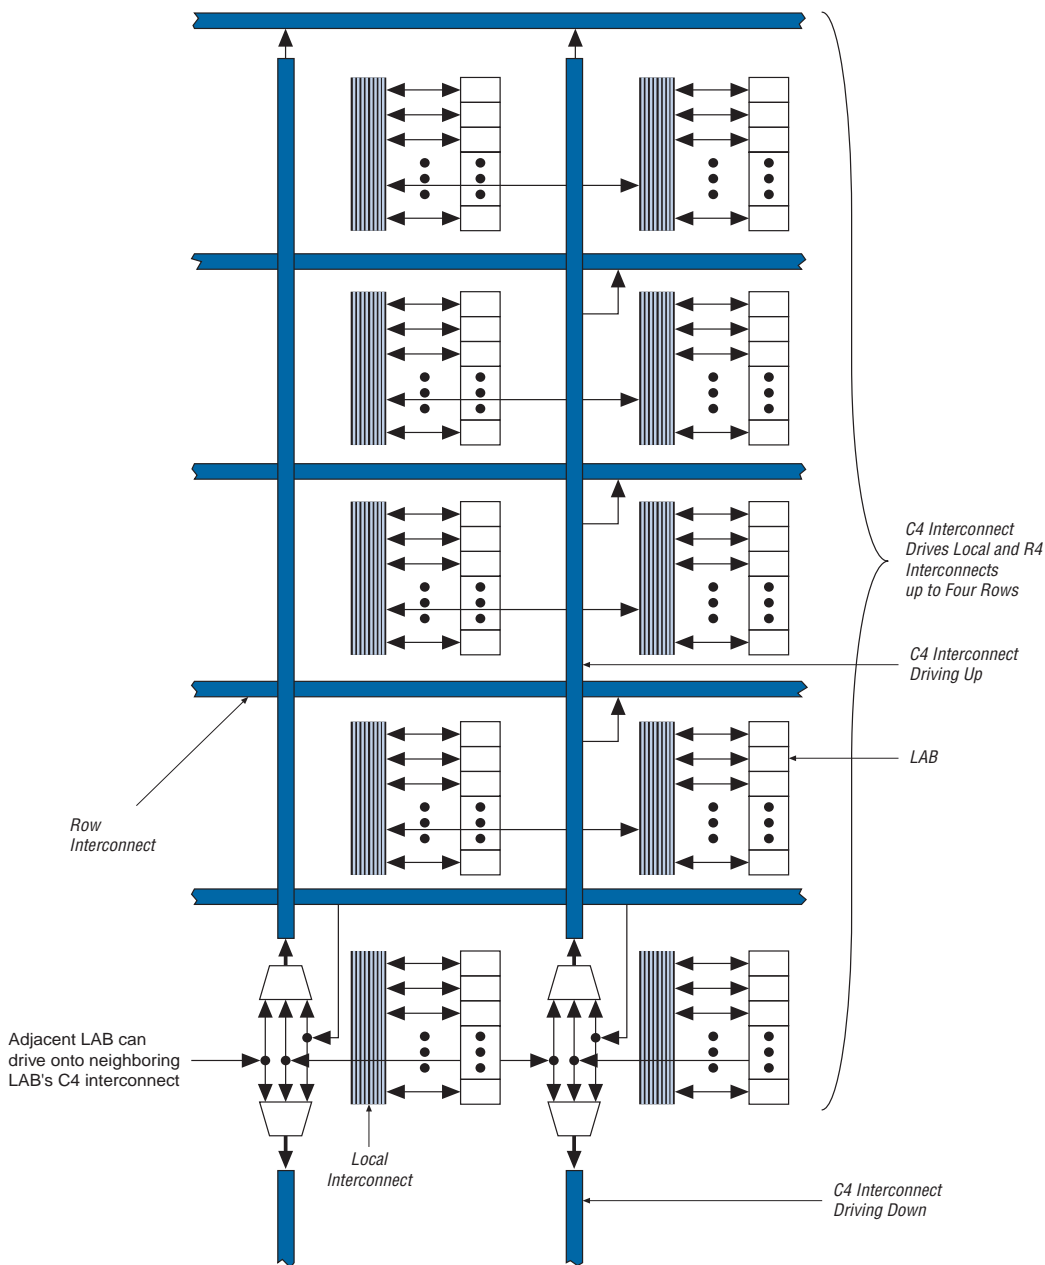 C4 Interconnect
Drives Local and R4
Interconnects
up to Four Rows
C4 Interconnect
Driving Up
LAB
Row
Interconnect
Adjacent LAB can
drive onto neighboring
LAB's C4 interconnect
Local
Interconnect
C4 Interconnect
Driving Down